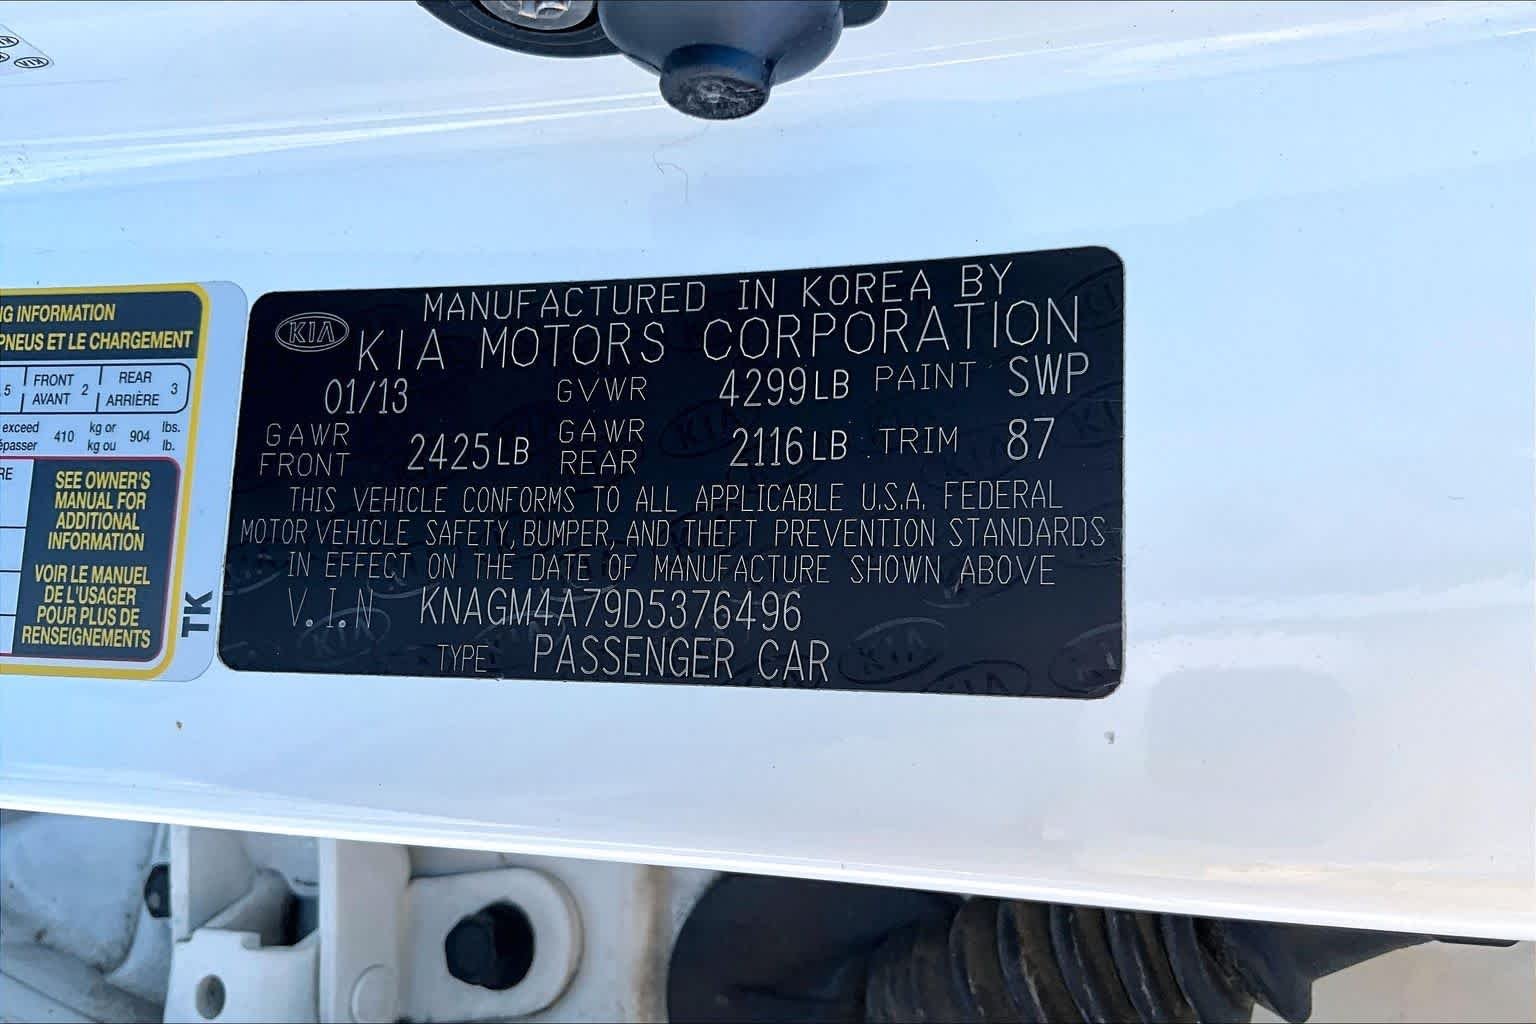 NG INFORMATION
PNEUS ET LE CHARGEMENT
5 FRONT AVANT 2 REAR ARRIÈRE 3
exceed 410 kg or 904 lbs.
kg ou lb.
SEE OWNER'S
MANUAL FOR
ADDITIONAL
INFORMATION
VOIR LE MANUEL
DE L'USAGER
POUR PLUS DE
RENSEIGNEMENTS
TK
KIA
MANUFACTURED IN KOREA BY
KIA MOTORS CORPORATION
01/13 GVWR 4299LB PAINT SWP
GAWR FRONT 2425LB GAWR REAR 2116LB TRIM 87
THIS VEHICLE CONFORMS TO ALL APPLICABLE U.S.A. FEDERAL
MOTOR VEHICLE SAFETY, BUMPER, AND THEFT PREVENTION STANDARDS
IN EFFECT ON THE DATE OF MANUFACTURE SHOWN ABOVE
V.I.N KNAGM4A79D5376496
TYPE PASSENGER CAR